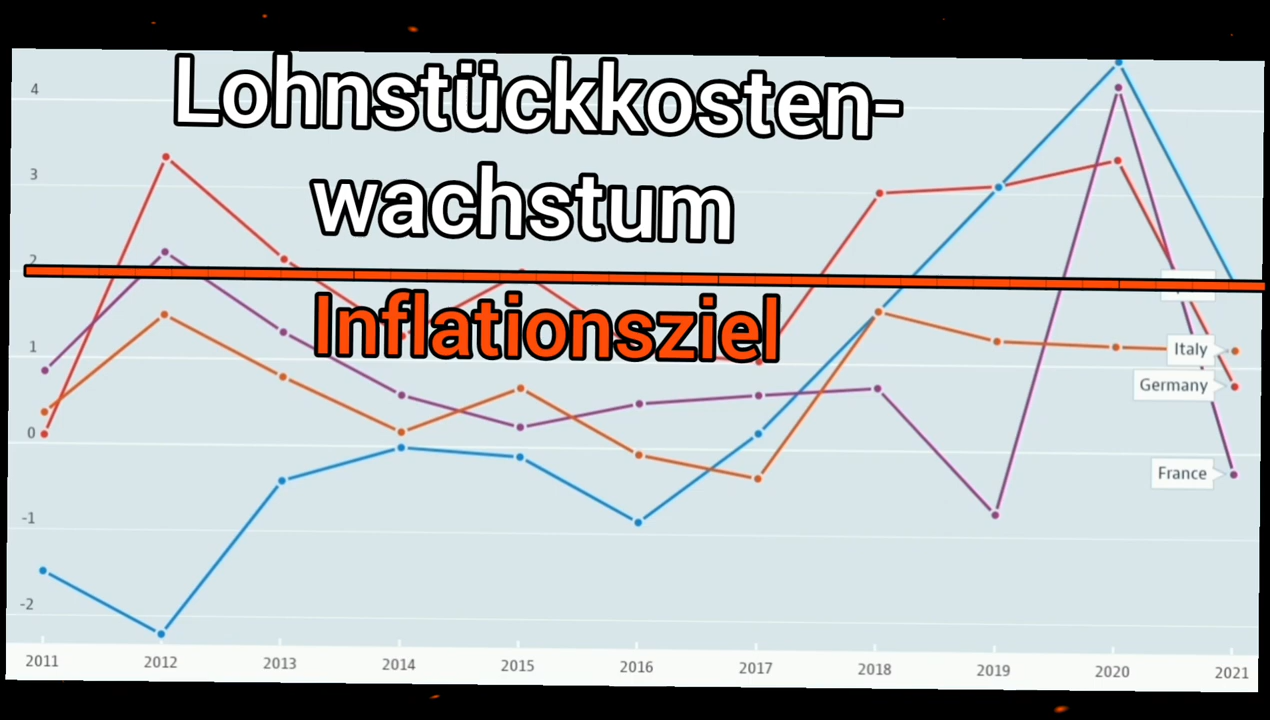 Lohnstückkosten-
wachstum
Inflationsziel
4
3
2
1
0
-1
-2
Italy
Germany
France
2011 2012 2013 2014 2015 2016 2017 2018 2019 2020 2021